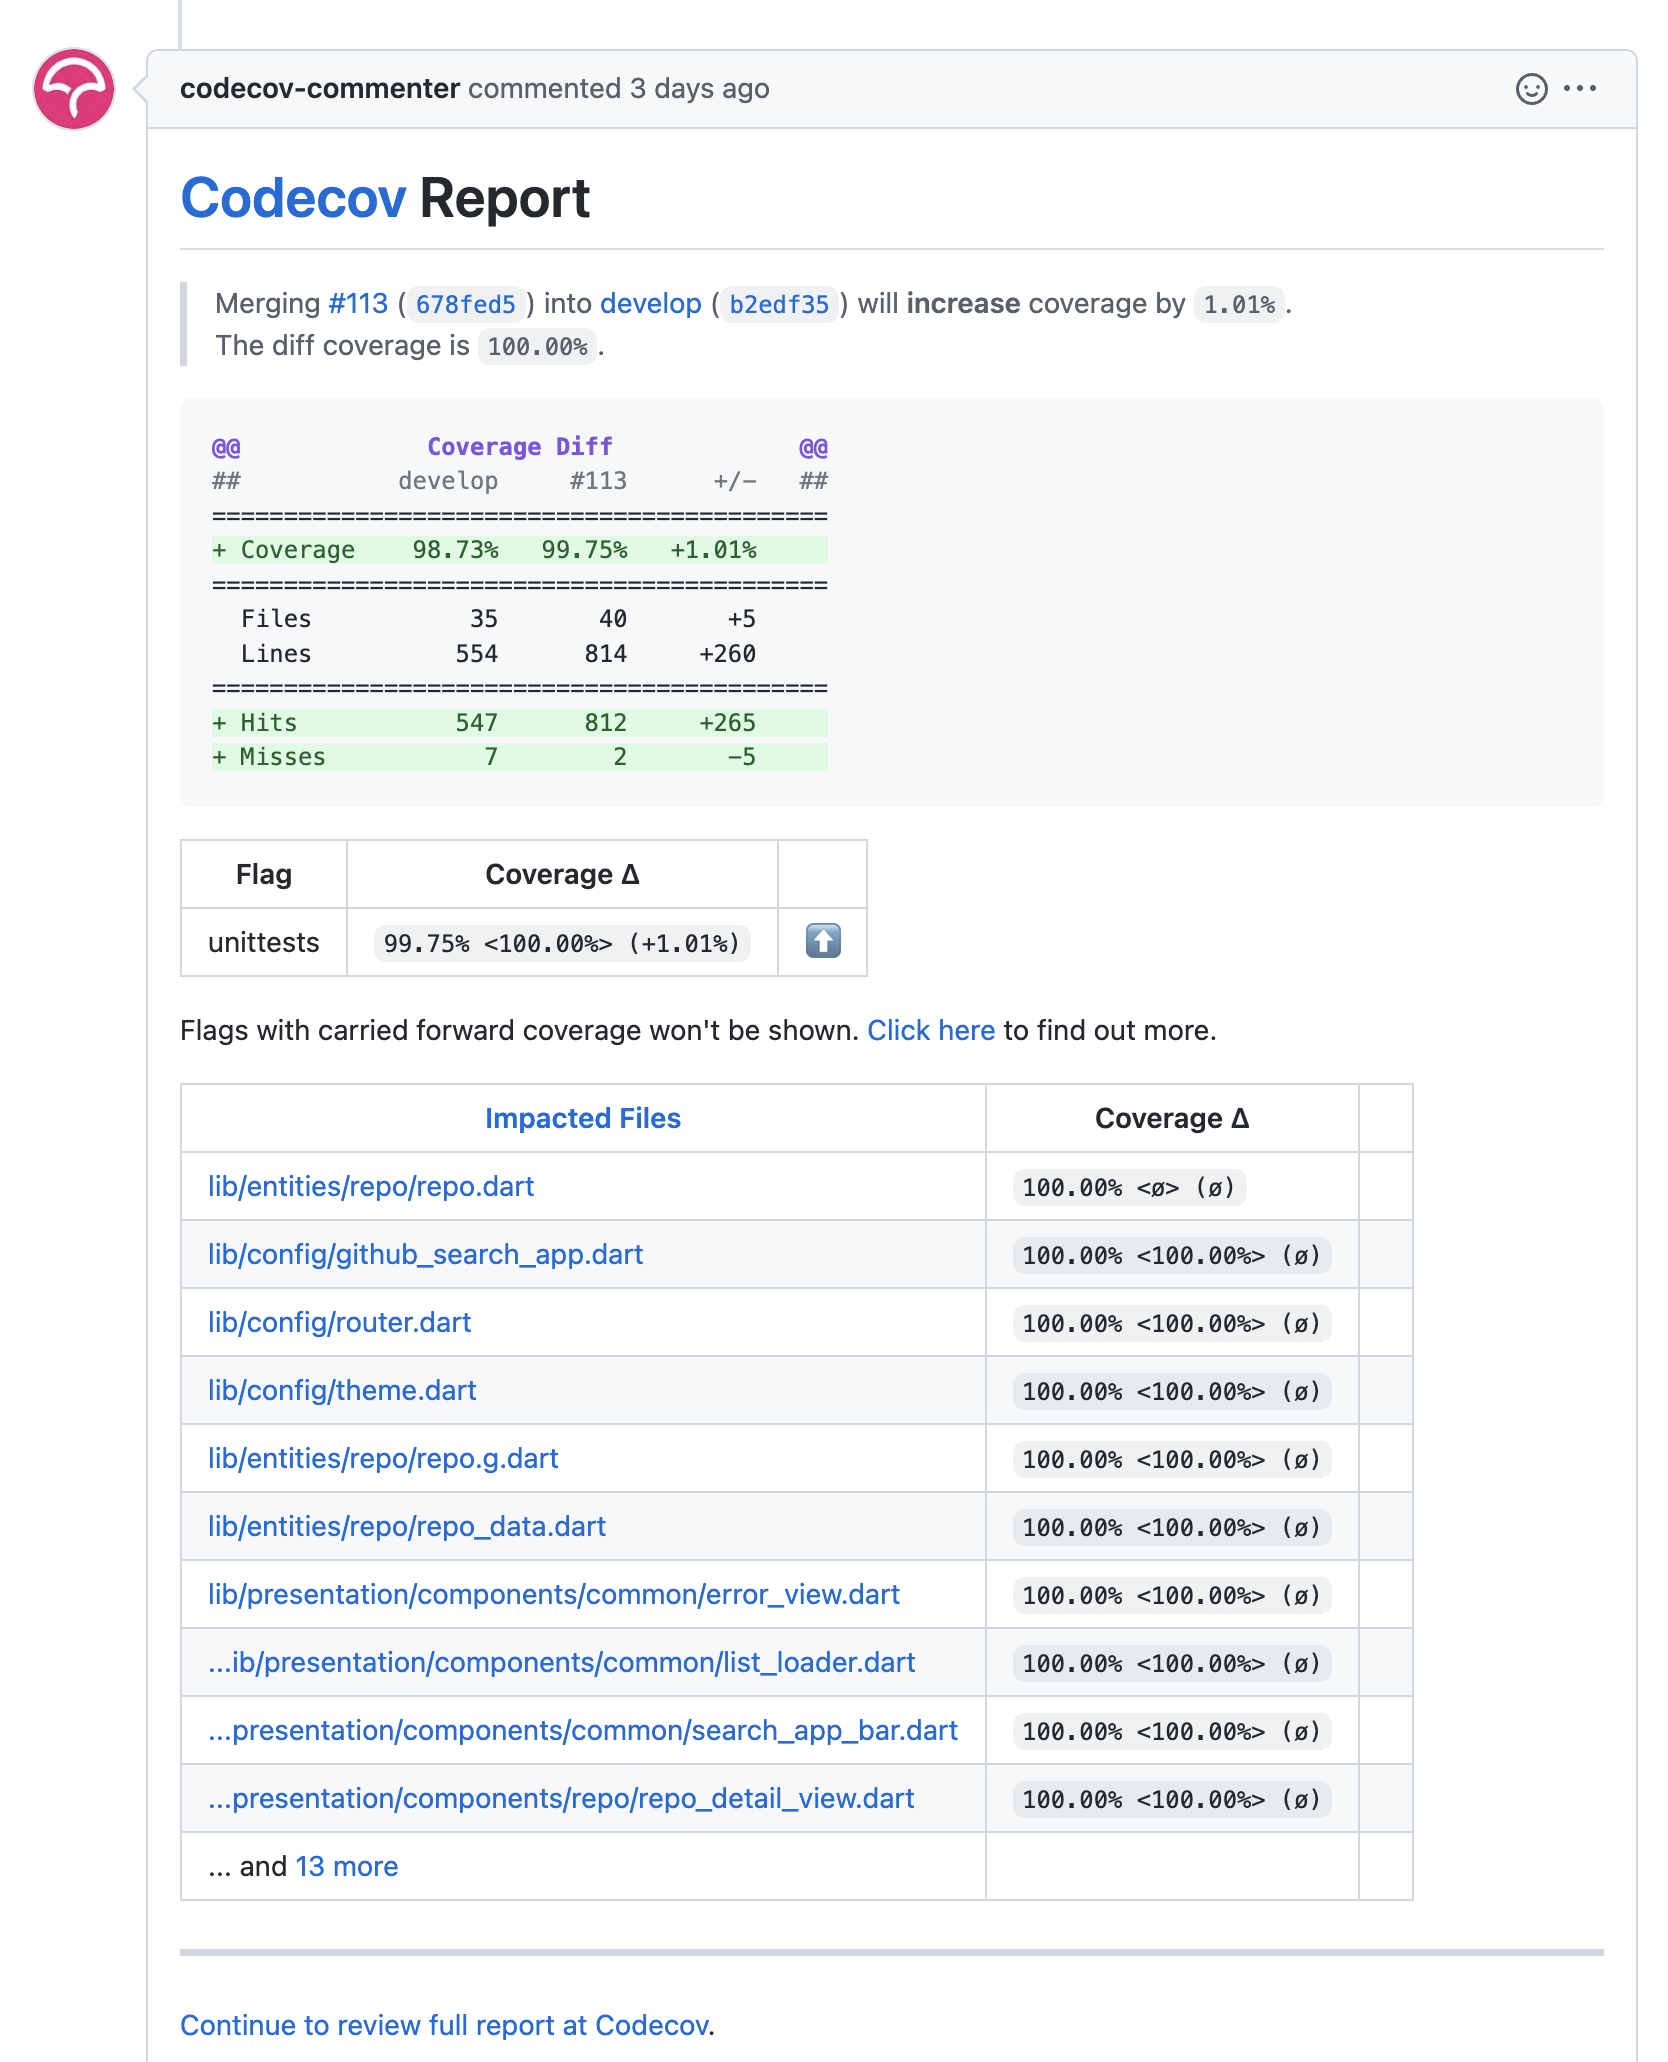 codecov-commenter commented 3 days ago
Codecov Report
Merging #113 (678fed5) into develop (b2edf35) will increase coverage by 1.01%.
The diff coverage is 100.00%.
@@             Coverage Diff             @@
##           develop     #113      +/-   ##
===========================================
+ Coverage    98.73%   99.75%   +1.01%
===========================================
  Files           35       40       +5
  Lines          554      814     +260
===========================================
+ Hits           547      812     +265
+ Misses           7        2       -5
Flag Coverage Δ
unittests 99.75% <100.00%> (+1.01%) ⬆️
Flags with carried forward coverage won't be shown. Click here to find out more.
Impacted Files Coverage Δ
lib/entities/repo/repo.dart 100.00% <ø> (ø)
lib/config/github_search_app.dart 100.00% <100.00%> (ø)
lib/config/router.dart 100.00% <100.00%> (ø)
lib/config/theme.dart 100.00% <100.00%> (ø)
lib/entities/repo/repo.g.dart 100.00% <100.00%> (ø)
lib/entities/repo/repo_data.dart 100.00% <100.00%> (ø)
lib/presentation/components/common/error_view.dart 100.00% <100.00%> (ø)
...ib/presentation/components/common/list_loader.dart 100.00% <100.00%> (ø)
...presentation/components/common/search_app_bar.dart 100.00% <100.00%> (ø)
...presentation/components/repo/repo_detail_view.dart 100.00% <100.00%> (ø)
... and 13 more
Continue to review full report at Codecov.